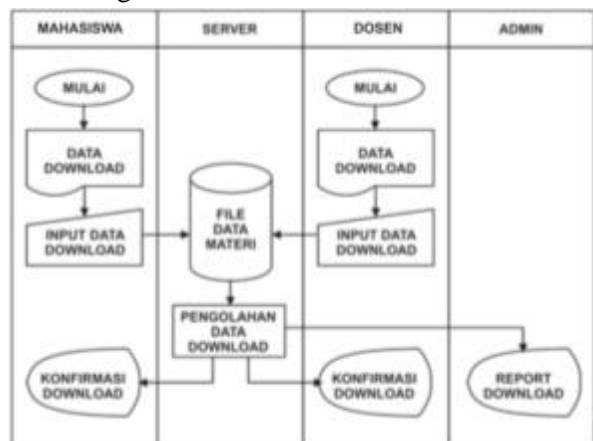 MAHASISWA
SERVER
DOSEN
ADMIN
MULAI
MULAI
DATA
DOWNLOAD
DATA
DOWNLOAD
INPUT DATA
DOWNLOAD
FILE
DATA
MATERI
INPUT DATA
DOWNLOAD
PENGOLAHAN
DATA
DOWNLOAD
KONFIRMASI
DOWNLOAD
KONFIRMASI
DOWNLOAD
REPORT
DOWNLOAD